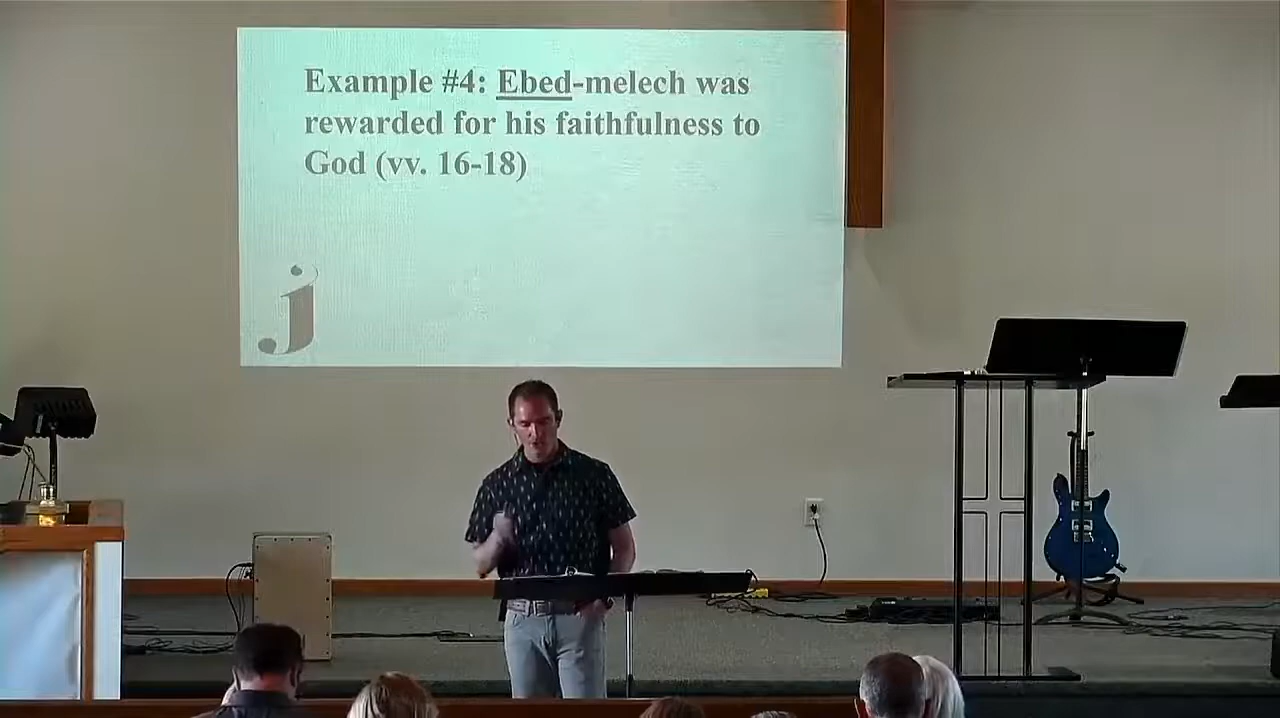 Example #4: Ebed-melech was
rewarded for his faithfulness to
God (vv. 16-18)
j